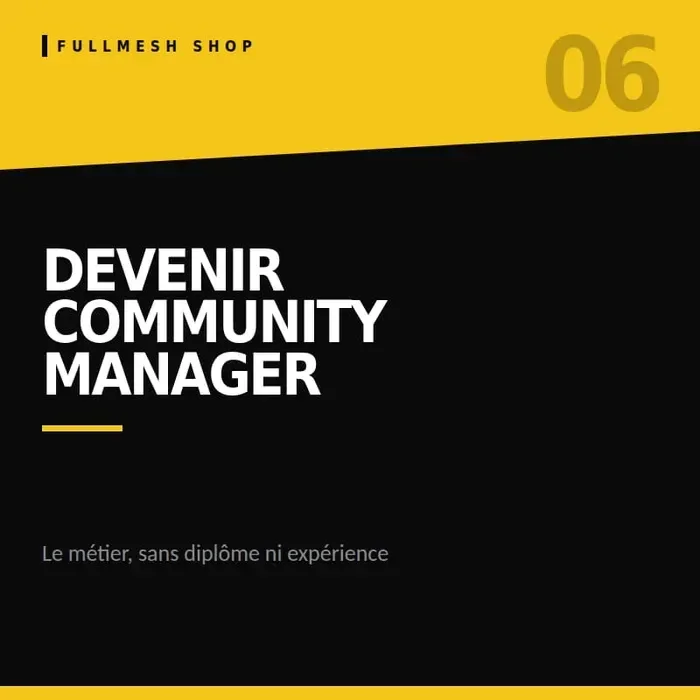 FULLMESH SHOP
06
DEVENIR
COMMUNITY
MANAGER
Le métier, sans diplôme ni expérience